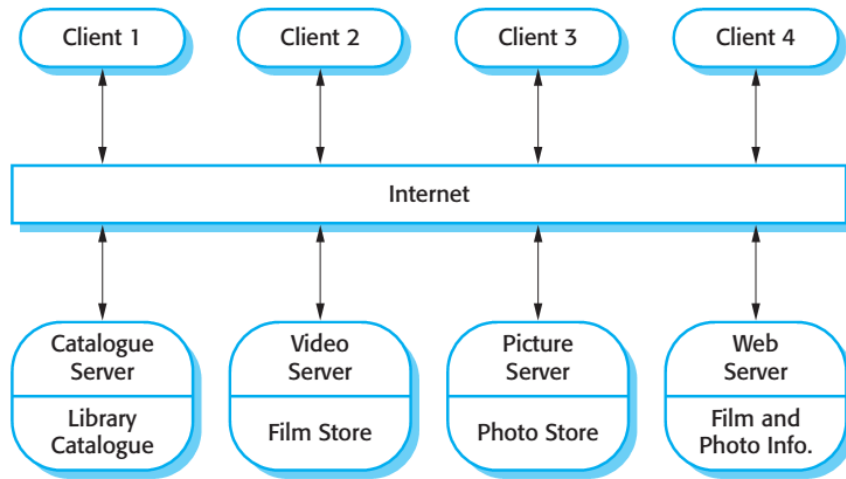 Client 1
Client 2
Client 3
Client 4
Internet
Catalogue
Server
Library
Catalogue
Video
Server
Film Store
Picture
Server
Photo Store
Web
Server
Film and
Photo Info.